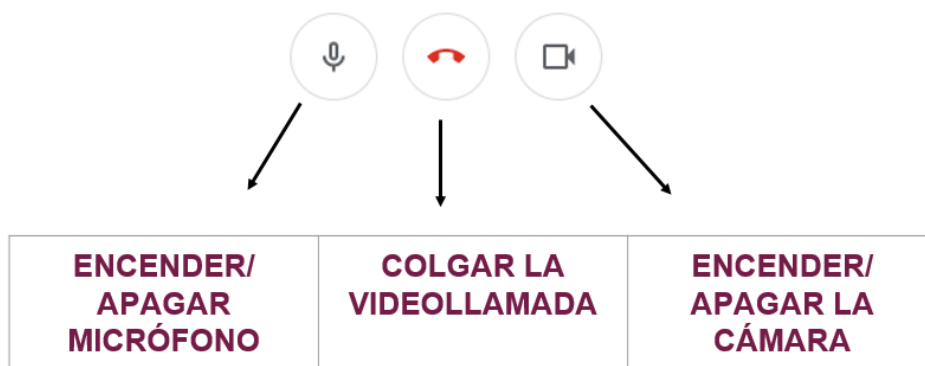 ENCENDER/
APAGAR
MICRÓFONO
COLGAR LA
VIDEOLLAMADA
ENCENDER/
APAGAR LA
CÁMARA